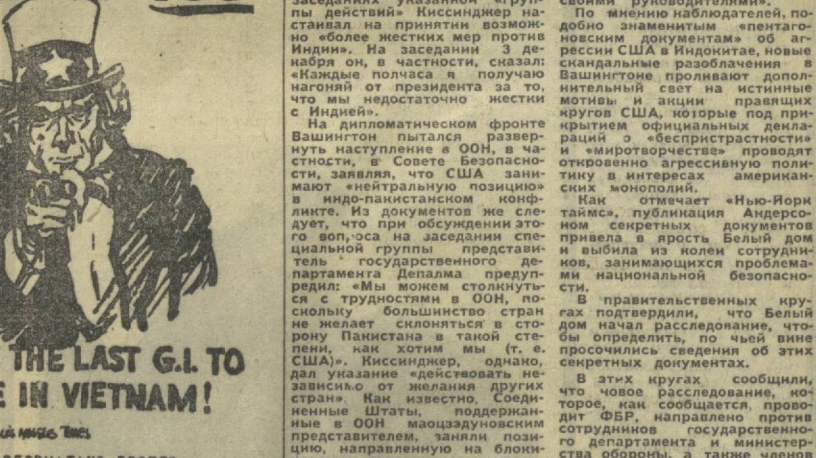 THE LAST G.I. TO
IN VIETNAM!
заседаниях указанной «груп-
пы действий» Киссинджер на-
стаивал на принятии возмож-
но «более жестких мер против
Индии». На заседании 3 де-
кабря он, в частности, сказал:
«Каждые полчаса я получаю
нагоняй от президента за то,
что мы недостаточно жестки
с Индией».
На дипломатическом фронте
Вашингтон пытался развер-
нуть наступление в ООН, в ча-
стности, в Совете Безопасно-
сти, заявляя, что США зани-
мают «нейтральную позицию»
в индо-пакистанском конф-
ликте. Из документов же сле-
дует, что при обсуждении это-
го вопроса на заседании спе-
циальной группы представи-
тель государственного де-
партамента Депалма предуп-
редил: «Мы можем столкнуть-
ся с трудностями в ООН, по-
скольку большинство стран
не желает склоняться в сто-
рону Пакистана в такой сте-
пени, как хотим мы (т. е.
США)». Киссинджер, однако,
дал указание «действовать не-
зависимо от желания других
стран». Как известно, Соеди-
ненные Штаты, поддержан-
ные в ООН маоцзэдуновским
представителем, заняли пози-
цию, направленную на блоки-
своими руководителями».
По мнению наблюдателей, по-
добно знаменитым «пентаго-
новским документам» об аг-
рессии США в Индокитае, новые
скандальные разоблачения в
Вашингтоне проливают допол-
нительный свет на истинные
мотивы и акции правящих
кругов США, которые под при-
крытием официальных декла-
раций о «беспристрастности»
и «миротворчестве» проводят
откровенно агрессивную поли-
тику в интересах американ-
ских монополий.
Как отмечает «Нью-Йорк
таймс», публикация Андерсо-
ном секретных документов
привела в ярость Белый дом
и выбила из колеи сотрудни-
ков, занимающихся проблема-
ми национальной безопасно-
сти.
В правительственных кру-
гах подтвердили, что Белый
дом начал расследование, что-
бы определить, по чьей вине
просочились сведения об этих
секретных документах.
В этих кругах сообщили,
что новое расследование, ко-
торое, как сообщается, прово-
дит ФБР, направлено против
сотрудников государственно-
го департамента и министер-
ства обороны, а также членов